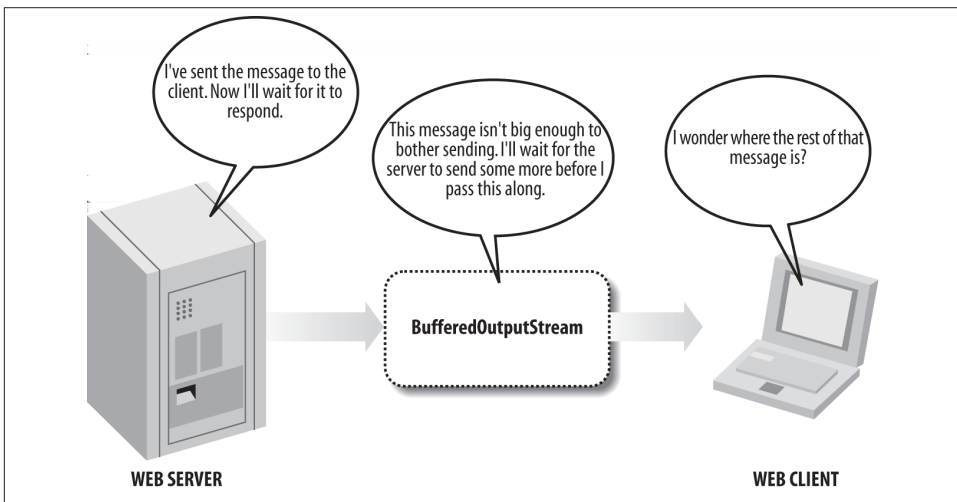 I've sent the message to the
client. Now I'll wait for it to
respond.
This message isn't big enough to
bother sending. I'll wait for the
server to send some more before I
pass this along.
I wonder where the rest of that
message is?
BufferedOutputStream
WEB SERVER
WEB CLIENT